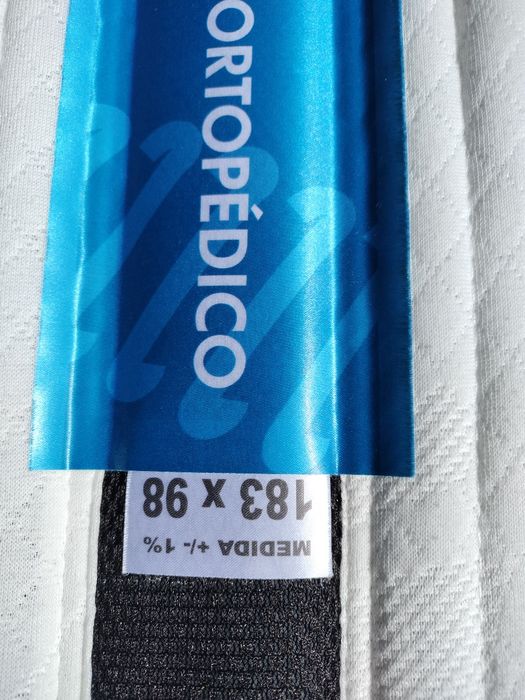 ORTOPÉDICO
MEDIDA +/- 1%
183 x 98